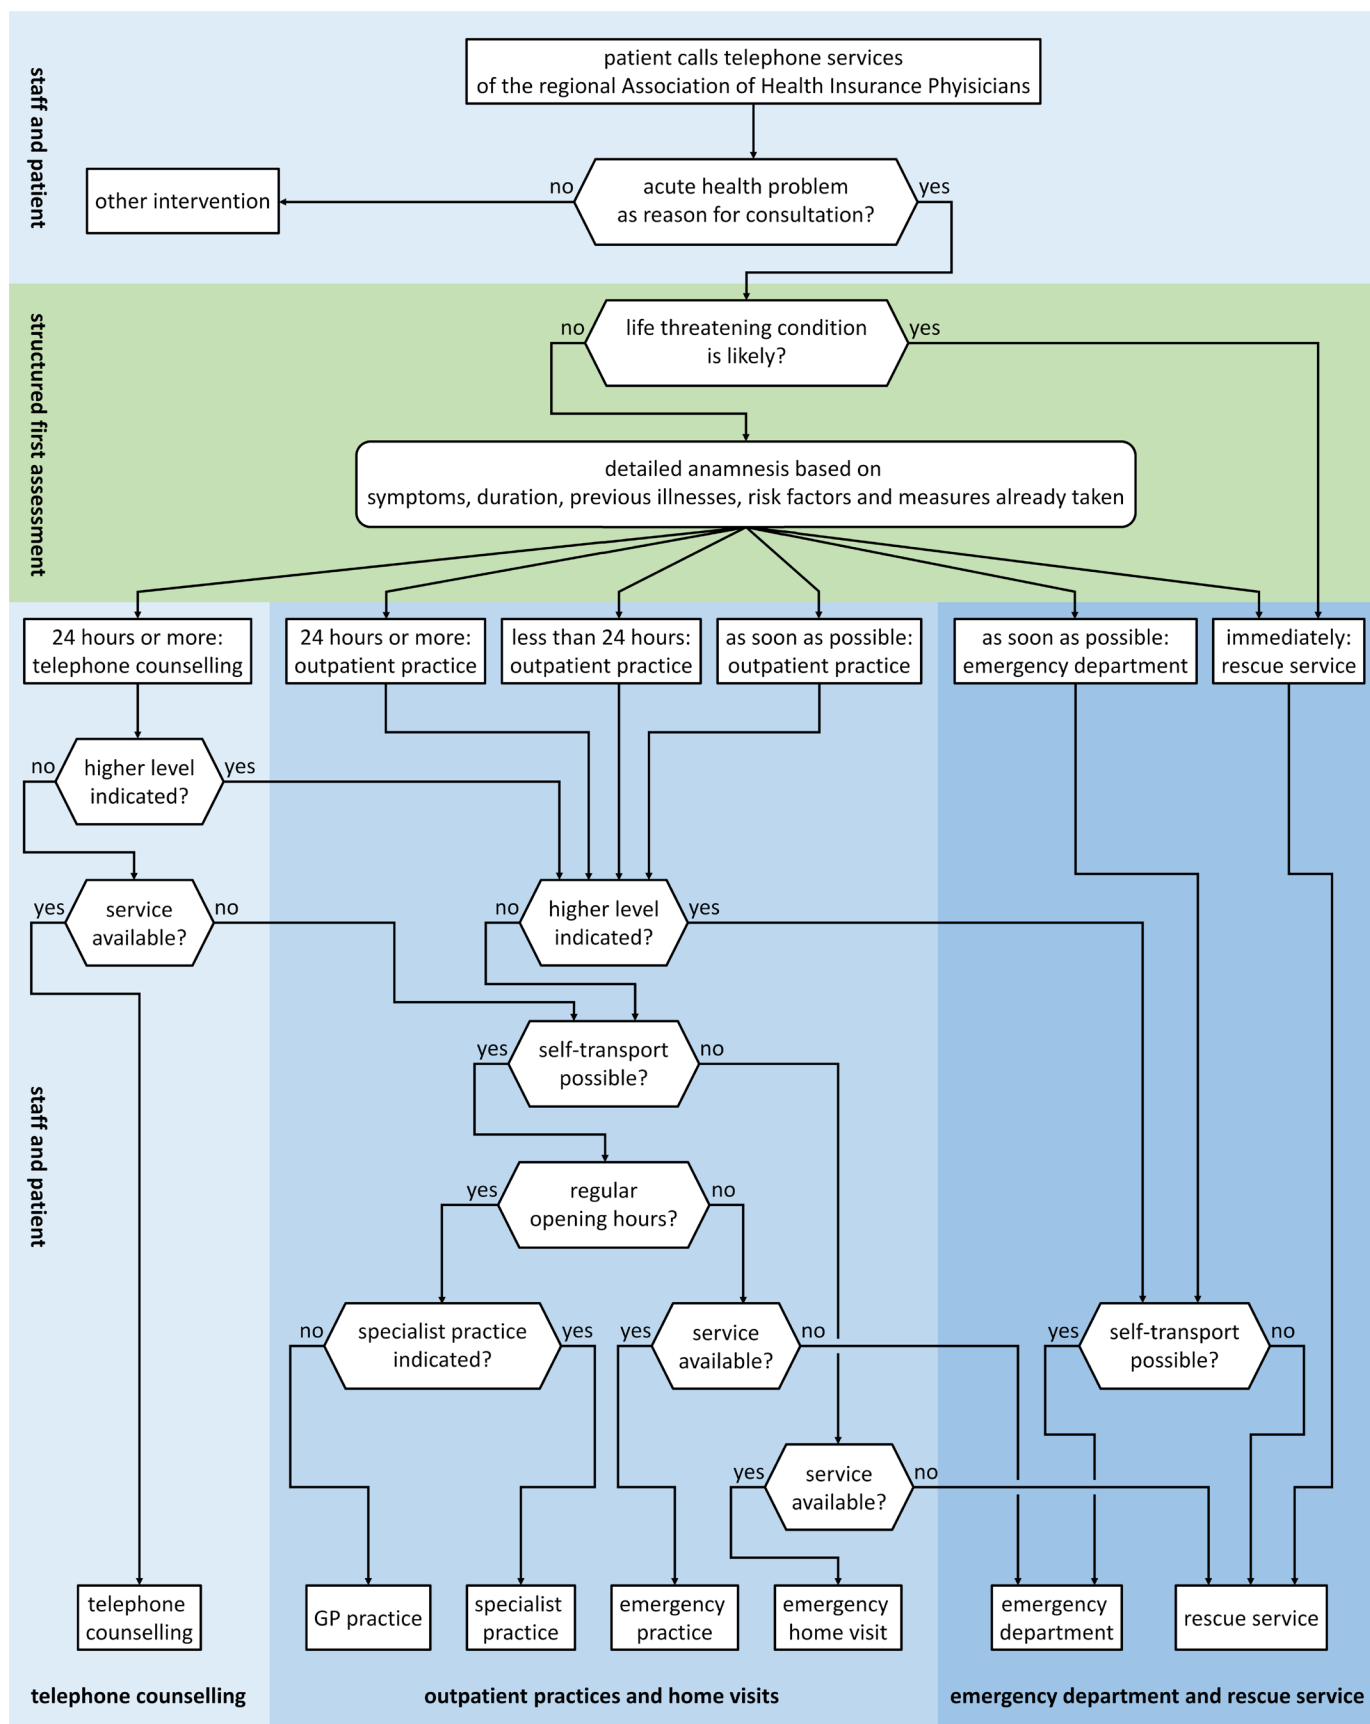 staff and patient
patient calls telephone services
of the regional Association of Health Insurance Phyisicians
acute health problem
as reason for consultation?
no
yes
other intervention
structured first assessment
life threatening condition
is likely?
no
yes
detailed anamnesis based on
symptoms, duration, previous illnesses, risk factors and measures already taken
24 hours or more:
telephone counselling
24 hours or more:
outpatient practice
less than 24 hours:
outpatient practice
as soon as possible:
outpatient practice
as soon as possible:
emergency department
immediately:
rescue service
staff and patient
no
higher level
indicated?
yes
yes
service
available?
no
no
higher level
indicated?
yes
yes
self-transport
possible?
no
yes
regular
opening hours?
no
no
specialist practice
indicated?
yes
yes
service
available?
no
yes
self-transport
possible?
no
yes
service
available?
no
telephone
counselling
GP practice
specialist
practice
emergency
practice
emergency
home visit
emergency
department
rescue service
telephone counselling
outpatient practices and home visits
emergency department and rescue service